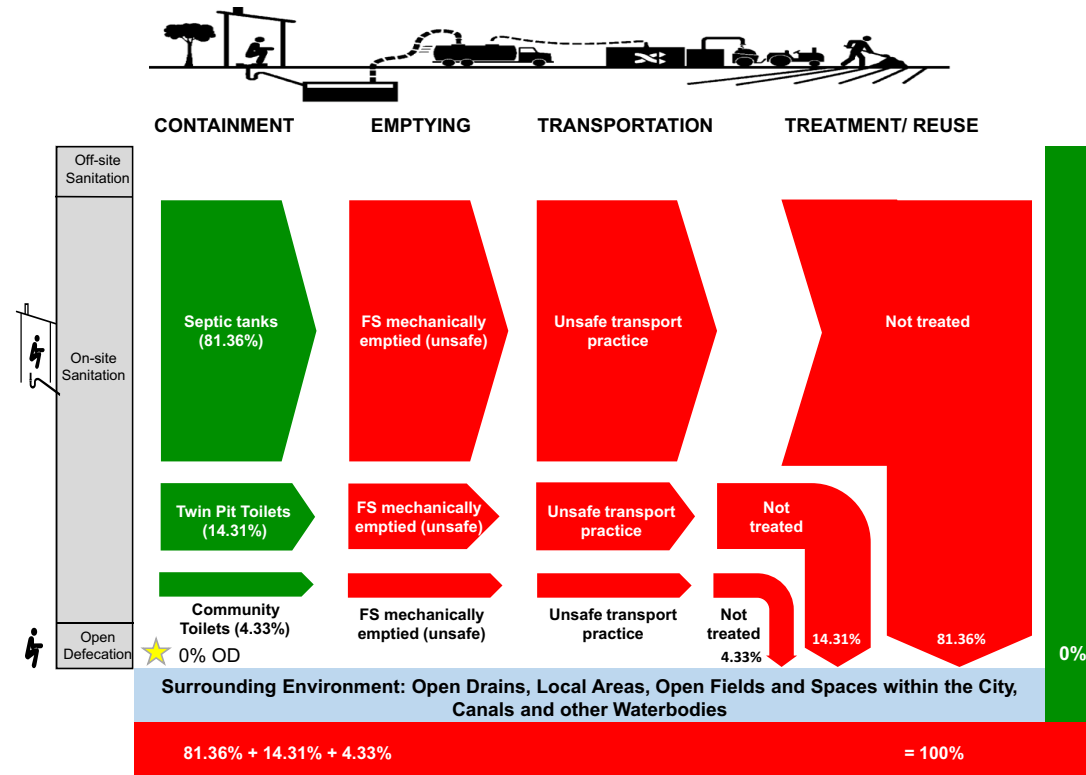 CONTAINMENT
EMPTYING
TRANSPORTATION
TREATMENT/ REUSE
Off-site
Sanitation
On-site
Sanitation
Open
Defecation
Septic tanks
(81.36%)
FS mechanically
emptied (unsafe)
Unsafe transport
practice
Not treated
Twin Pit Toilets
(14.31%)
FS mechanically
emptied (unsafe)
Unsafe transport
practice
Not
treated
Community
Toilets (4.33%)
FS mechanically
emptied (unsafe)
Unsafe transport
practice
Not
treated
4.33%
14.31%
81.36%
0% OD
0%
Surrounding Environment: Open Drains, Local Areas, Open Fields and Spaces within the City,
Canals and other Waterbodies
81.36% + 14.31% + 4.33%
= 100%